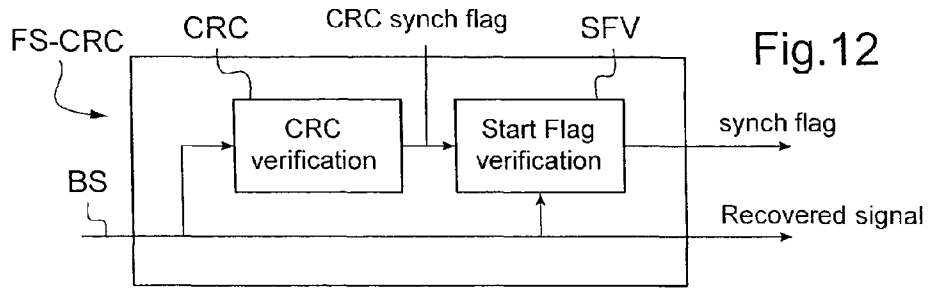 CRC synch flag
FS-CRC
CRC
SFV
Fig.12
CRC
verification
Start Flag
verification
synch flag
BS
Recovered signal